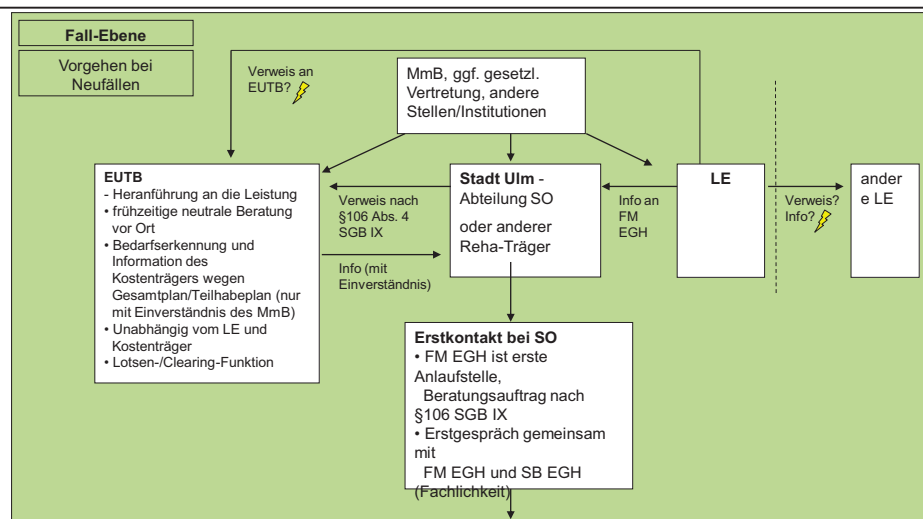 Fall-Ebene
Vorgehen bei
Neufällen
Verweis an
EUTB?
MmB, ggf. gesetzl.
Vertretung, andere
Stellen/Institutionen
EUTB
- Heranführung an die Leistung
• frühzeitige neutrale Beratung
vor Ort
• Bedarfserkennung und
Information des
Kostenträgers wegen
Gesamtplan/Teilhabeplan (nur
mit Einverständnis des MmB)
• Unabhängig vom LE und
Kostenträger
• Lotsen-/Clearing-Funktion
Verweis nach
§106 Abs. 4
SGB IX
Info (mit
Einverständnis)
Stadt Ulm -
Abteilung SO
oder anderer
Reha-Träger
Info an
FM
EGH
LE
Verweis?
Info?
ander
e LE
Erstkontakt bei SO
• FM EGH ist erste
Anlaufstelle,
Beratungsauftrag nach
§106 SGB IX
• Erstgespräch gemeinsam
mit
FM EGH und SB EGH
(Fachlichkeit)